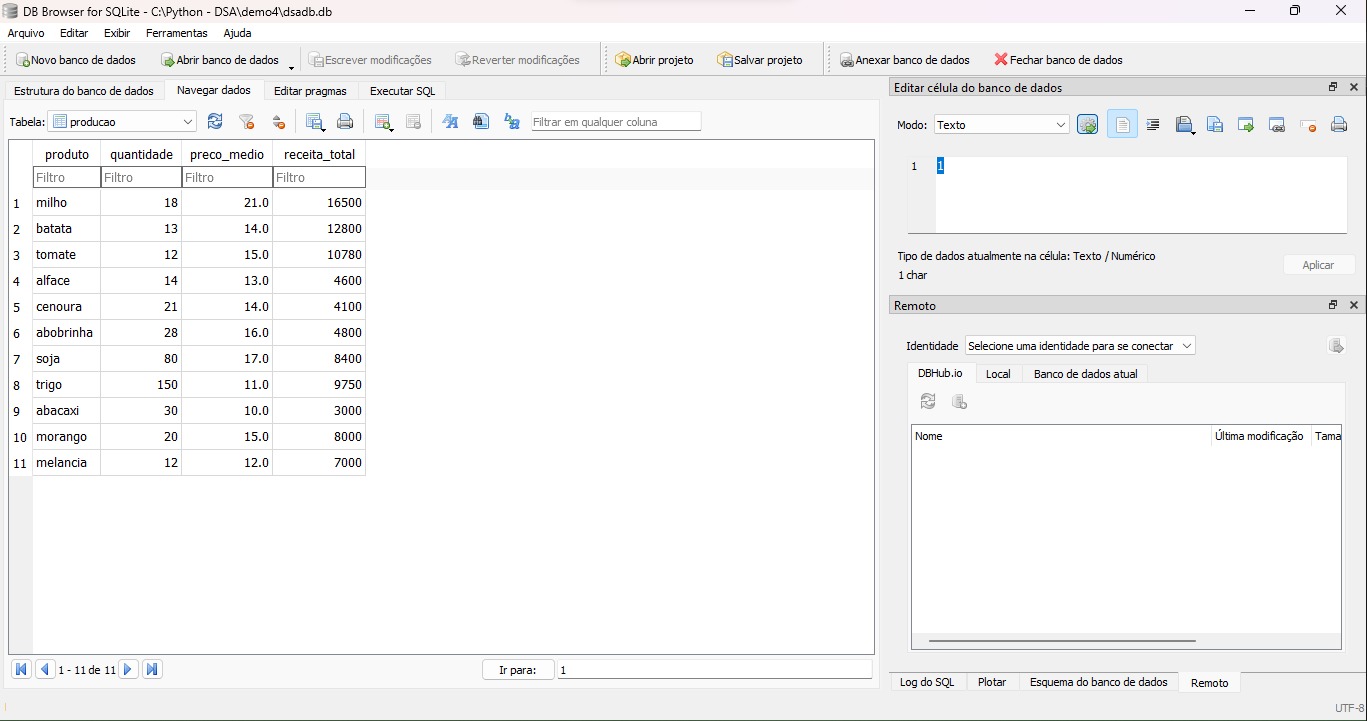 DB Browser for SQLite - C:\Python - DSA\demo4\dsadb.db
Arquivo Editar Exibir Ferramentas Ajuda
Novo banco de dados Abrir banco de dados Escrever modificações Reverter modificações Abrir projeto Salvar projeto Anexar banco de dados Fechar banco de dados
Estrutura do banco de dados Navegar dados Editar pragmas Executar SQL
Tabela: producao Filtrar em qualquer coluna
produto quantidade preco_medio receita_total
Filtro Filtro Filtro Filtro
1 milho 18 21.0 16500
2 batata 13 14.0 12800
3 tomate 12 15.0 10780
4 alface 14 13.0 4600
5 cenoura 21 14.0 4100
6 abobrinha 28 16.0 4800
7 soja 80 17.0 8400
8 trigo 150 11.0 9750
9 abacaxi 30 10.0 3000
10 morango 20 15.0 8000
11 melancia 12 12.0 7000
1 - 11 de 11 Ir para: 1
Editar célula do banco de dados
Modo: Texto
1 1
Tipo de dados atualmente na célula: Texto / Numérico
1 char
Aplicar
Remoto
Identidade Selecione uma identidade para se conectar
DBHub.io Local Banco de dados atual
Nome Última modificação Tama
Log do SQL Plotar Esquema do banco de dados Remoto
UTF-8